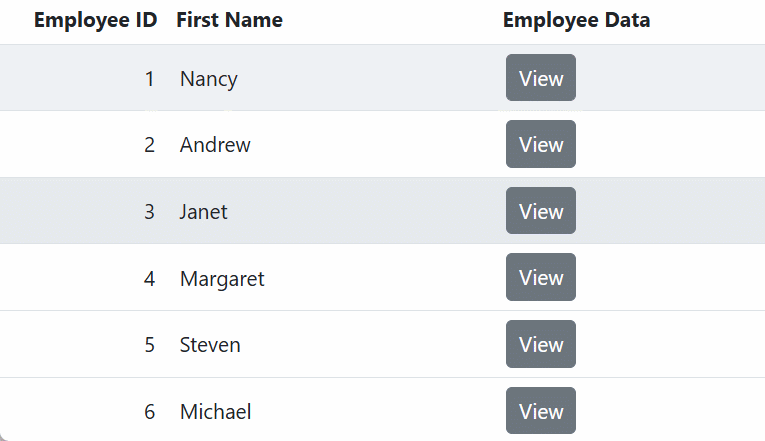 Employee ID First Name Employee Data
1 Nancy View
2 Andrew View
3 Janet View
4 Margaret View
5 Steven View
6 Michael View